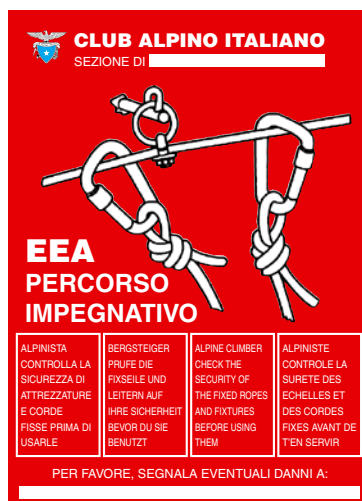 CLUB ALPINO ITALIANO
SEZIONE DI
EEA
PERCORSO
IMPEGNATIVO
ALPINISTA
CONTROLLA LA
SICUREZZA DI
ATTREZZATURE
E CORDE
FISSE PRIMA DI
USARLE
BERGSTEIGER
PRUFE DIE
FIXSEILE UND
LEITERN AUF
IHRE SICHERHEIT
BEVOR DU SIE
BENUTZT
ALPINE CLIMBER
CHECK THE
SECURITY OF
THE FIXED ROPES
AND FIXTURES
BEFORE USING
THEM
ALPINISTE
CONTROLE LA
SURETE DES
ECHELLES ET
DES CORDES
FIXES AVANT DE
T'EN SERVIR
PER FAVORE, SEGNALA EVENTUALI DANNI A: